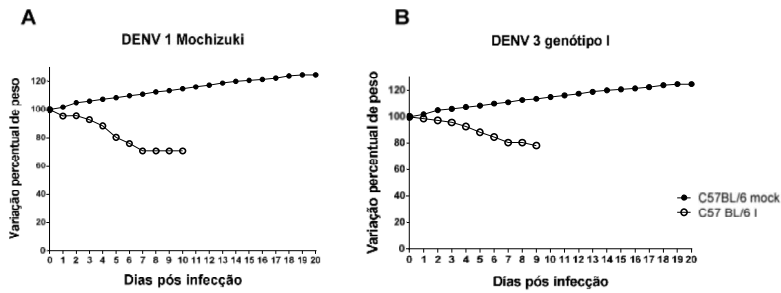 A
DENV 1 Mochizuki
Variação percentual de peso
120
100
80
60
40
20
0
0 1 2 3 4 5 6 7 8 9 10 11 12 13 14 15 16 17 18 19 20
Dias pós infecção
B
DENV 3 genótipo I
Variação percentual de peso
120
100
80
60
40
20
0
0 1 2 3 4 5 6 7 8 9 10 11 12 13 14 15 16 17 18 19 20
Dias pós infecção
C57BL/6 mock
C57 BL/6 I